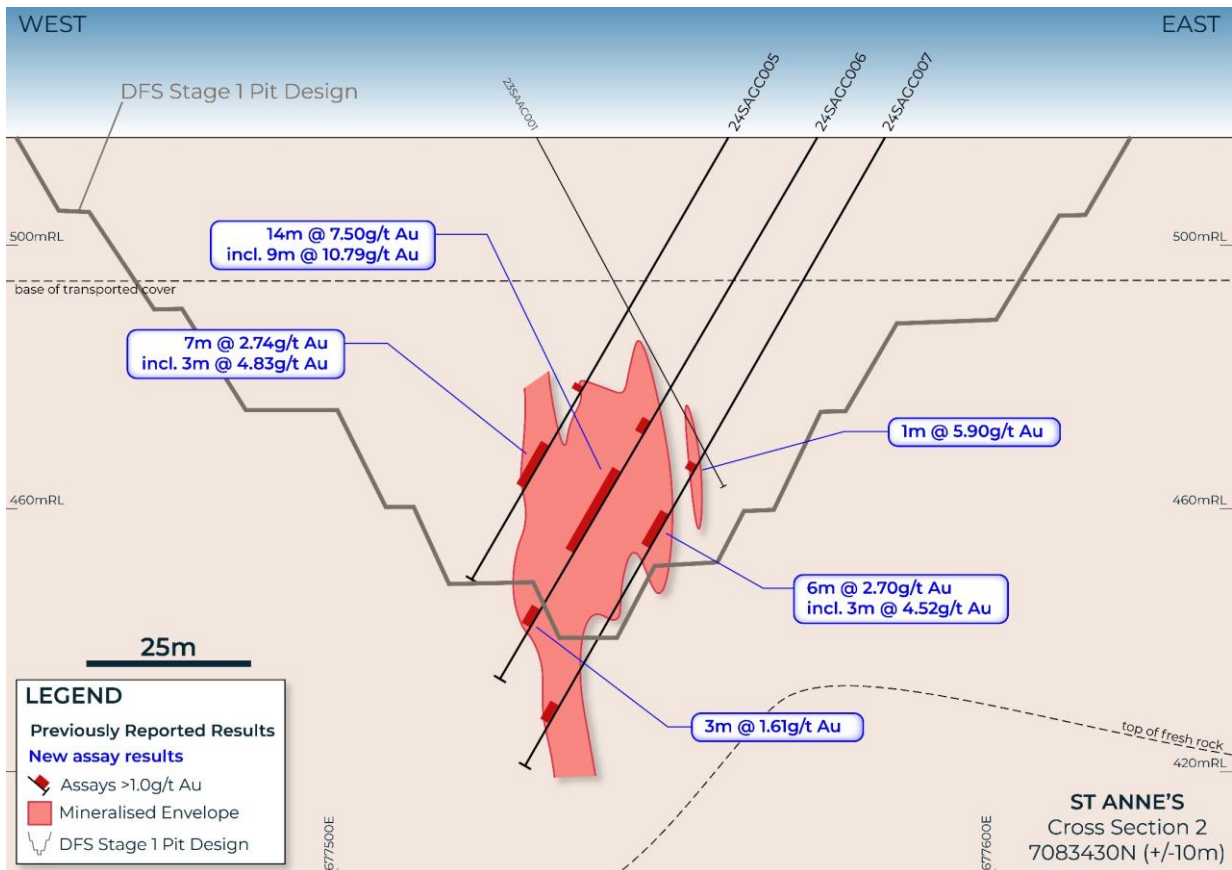 WEST
EAST
DFS Stage 1 Pit Design
23SAAC001
24SAGC005
24SAGC006
24SAGC007
14m @ 7.50g/t Au
incl. 9m @ 10.79g/t Au
500mRL
500mRL
base of transported cover
7m @ 2.74g/t Au
incl. 3m @ 4.83g/t Au
1m @ 5.90g/t Au
460mRL
460mRL
6m @ 2.70g/t Au
incl. 3m @ 4.52g/t Au
25m
3m @ 1.61g/t Au
top of fresh rock
420mRL
LEGEND
Previously Reported Results
New assay results
Assays >1.0g/t Au
Mineralised Envelope
DFS Stage 1 Pit Design
677500E
677600E
ST ANNE'S
Cross Section 2
7083430N (+/-10m)